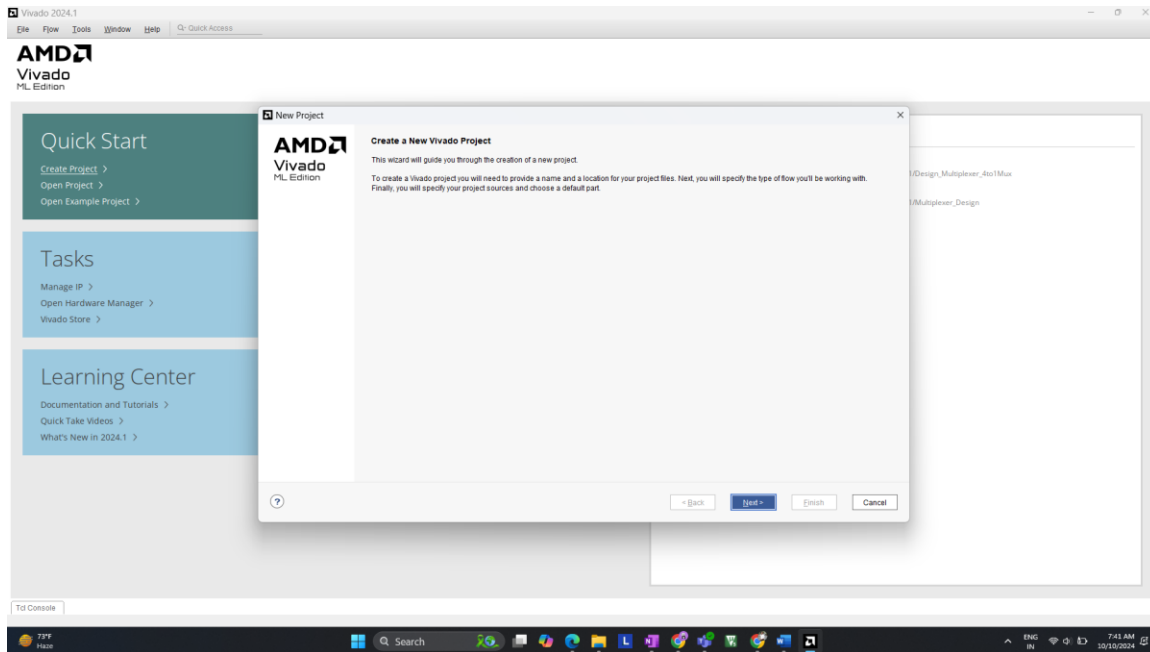 Vivado 2024.1
File Flow Tools Window Help Quick Access
AMD
Vivado
ML Edition
Quick Start
Create Project >
Open Project >
Open Example Project >
Tasks
Manage IP >
Open Hardware Manager >
Vivado Store >
Learning Center
Documentation and Tutorials >
Quick Take Videos >
What's New in 2024.1 >
New Project
AMD
Vivado
ML Edition
Create a New Vivado Project
This wizard will guide you through the creation of a new project.
To create a Vivado project you will need to provide a name and a location for your project files. Next, you will specify the type of flow you'll be working with.
Finally, you will specify your project sources and choose a default part.
? < Back Next > Finish Cancel
1/Design_Multiplexer_4to1Mux
1/Multiplexer_Design
Tcl Console
73°F
Haze
Search
ENG
IN
7:41 AM
10/10/2024